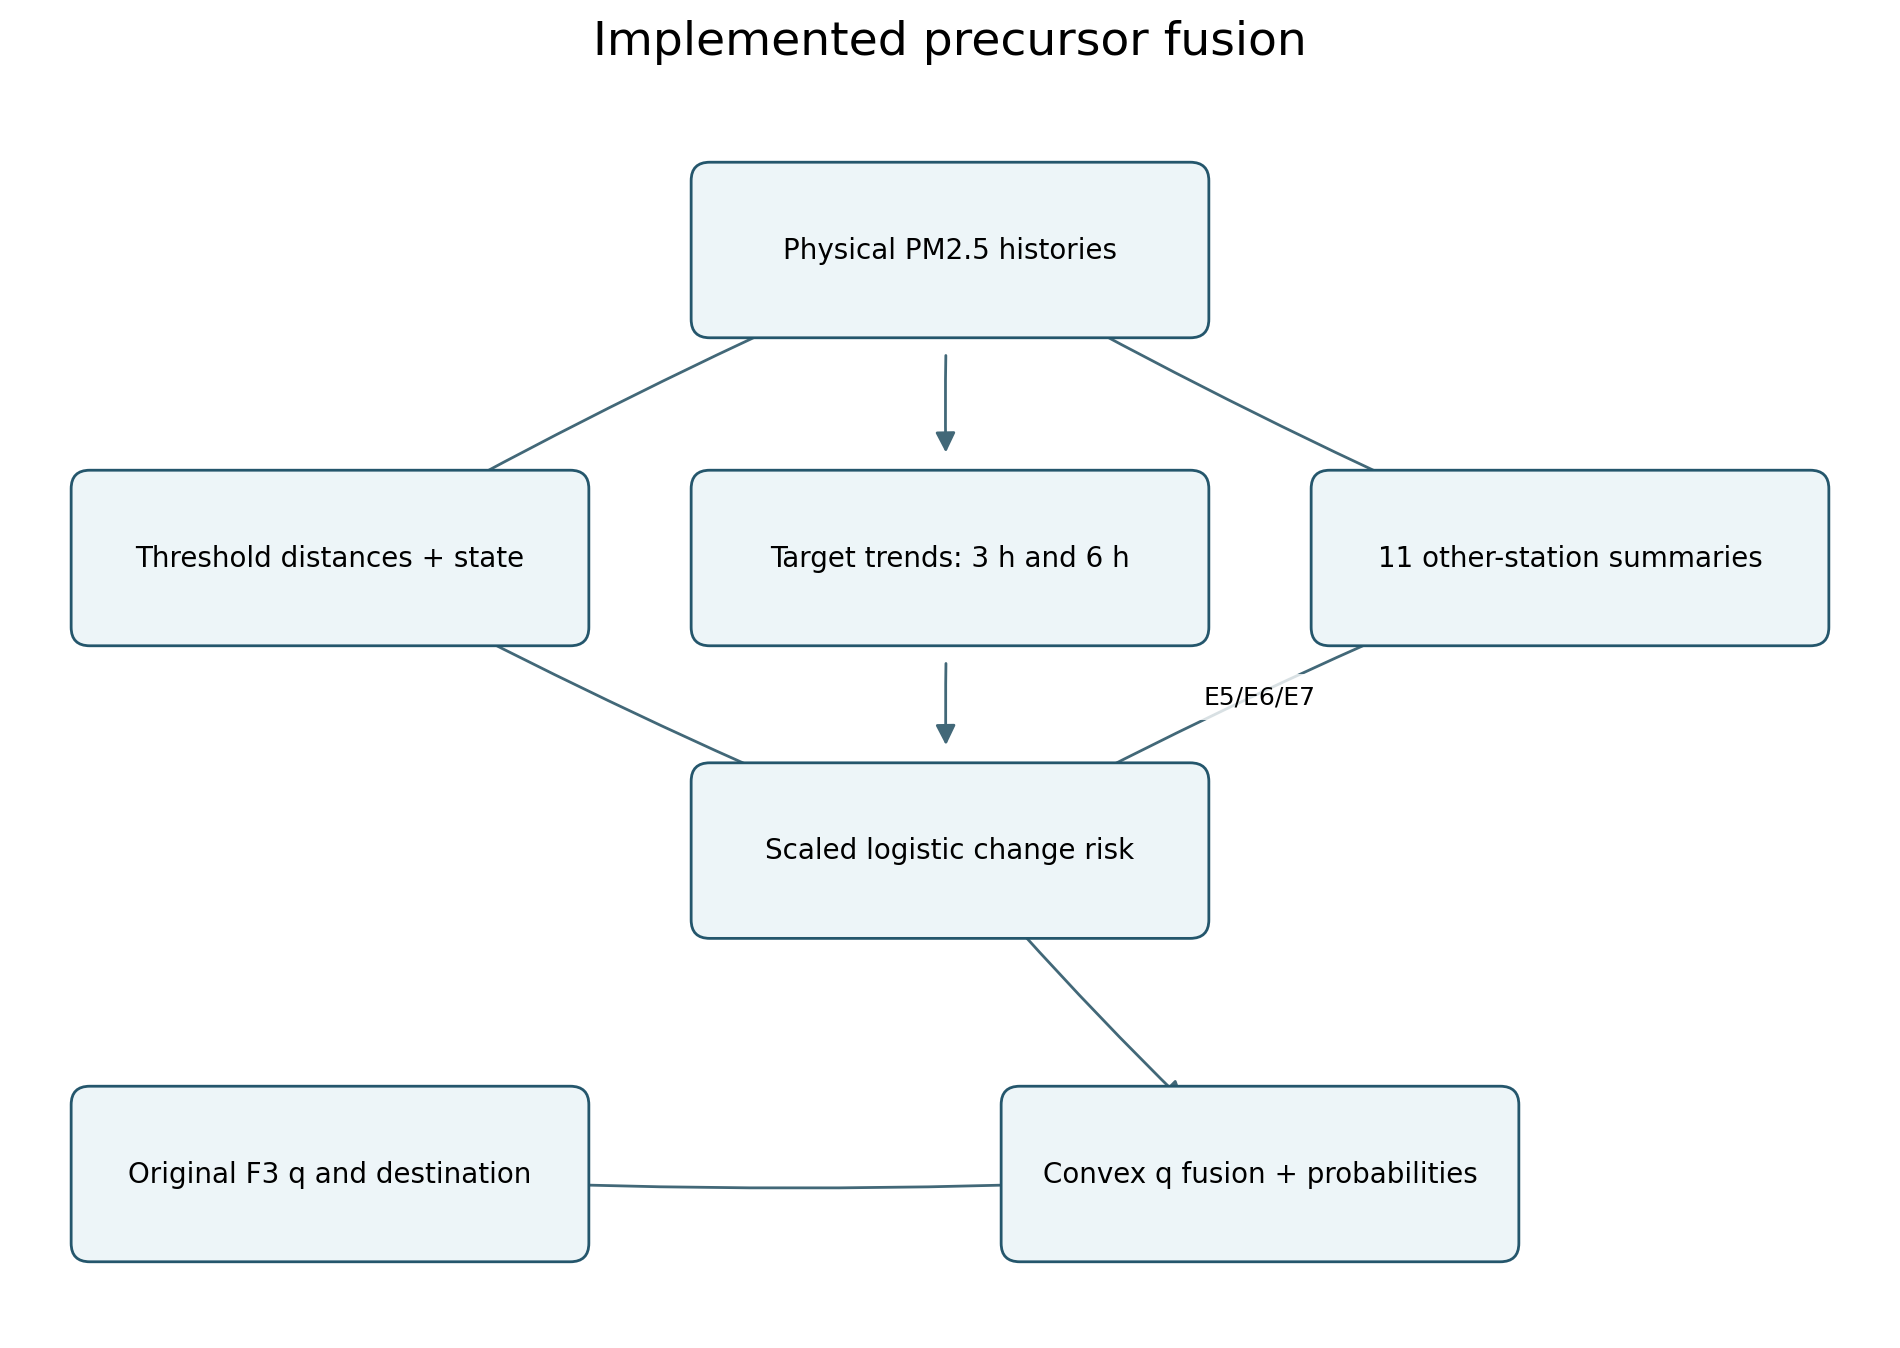 Implemented precursor fusion
Physical PM2.5 histories
Threshold distances + state
Target trends: 3 h and 6 h
11 other-station summaries
E5/E6/E7
Scaled logistic change risk
Original F3 q and destination
Convex q fusion + probabilities